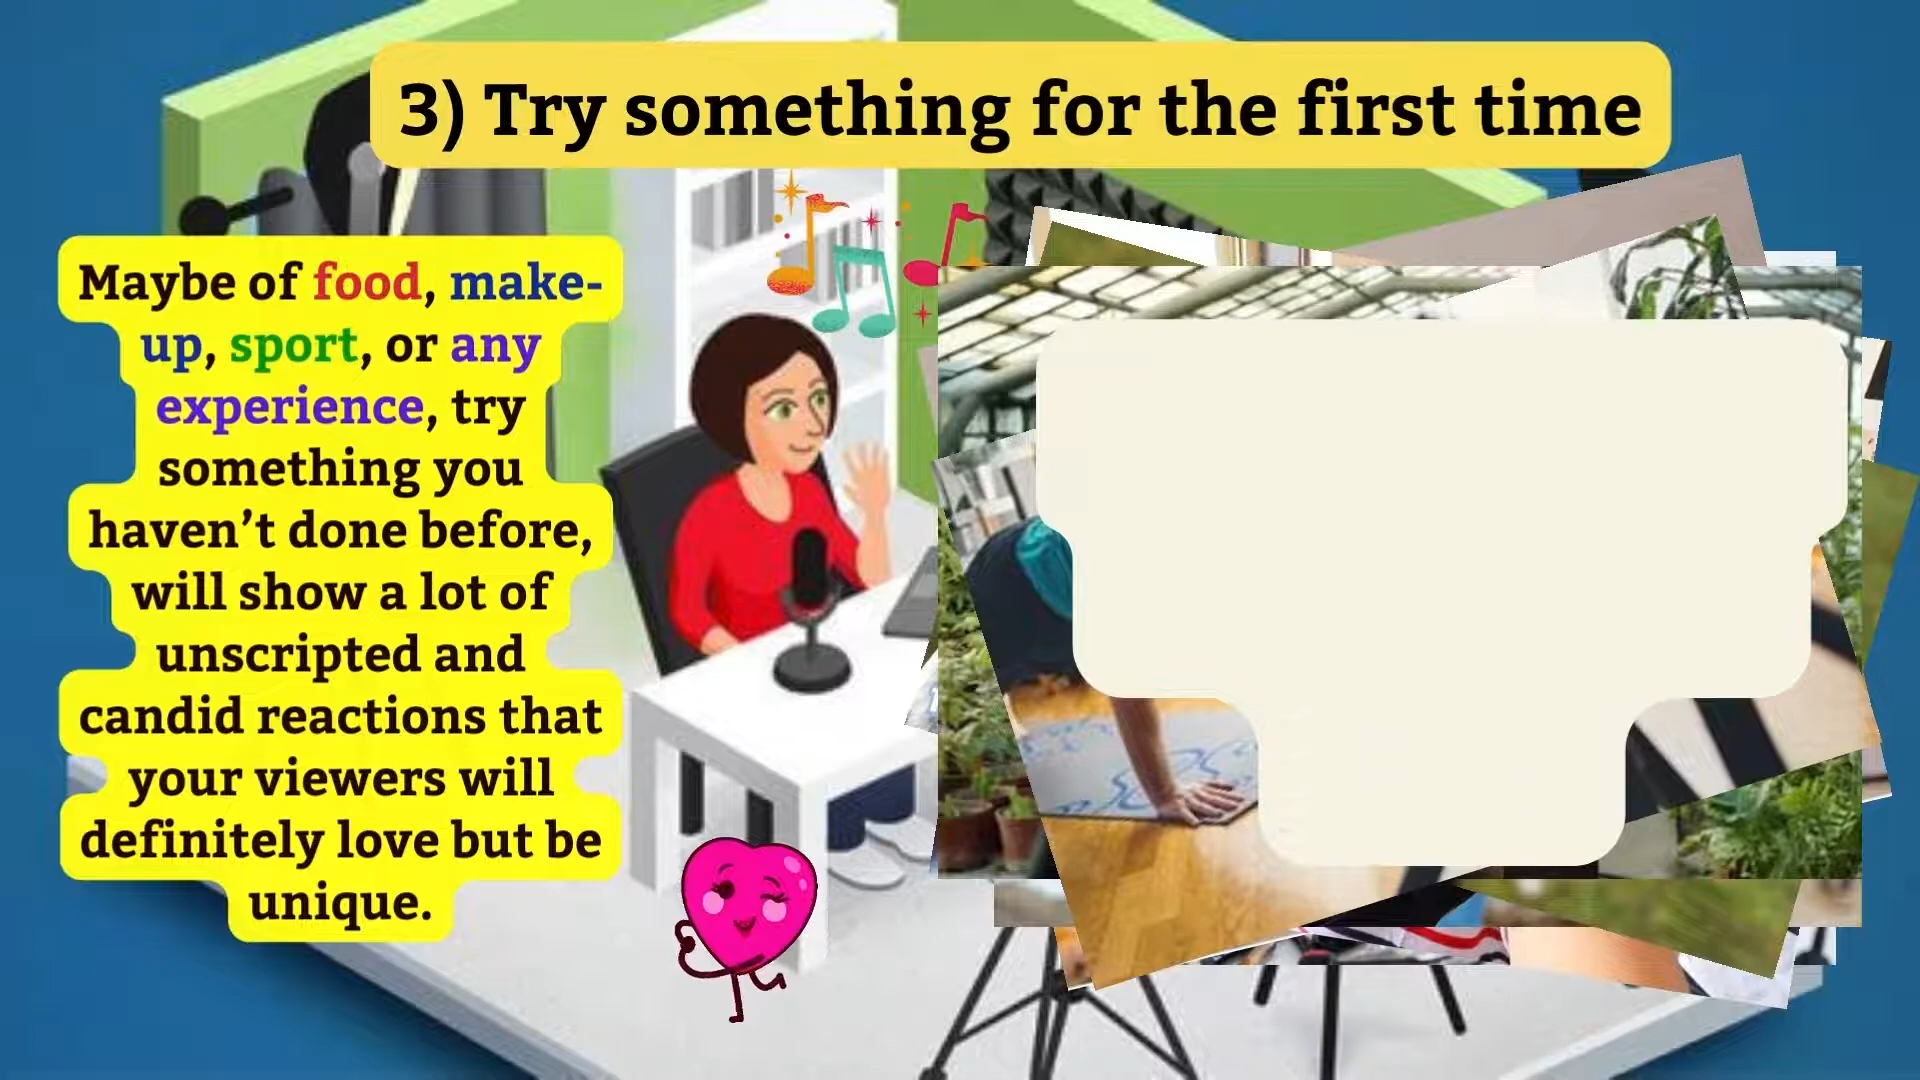 3) Try something for the first time
Maybe of food, make-
up, sport, or any
experience, try
something you
haven’t done before,
will show a lot of
unscripted and
candid reactions that
your viewers will
definitely love but be
unique.